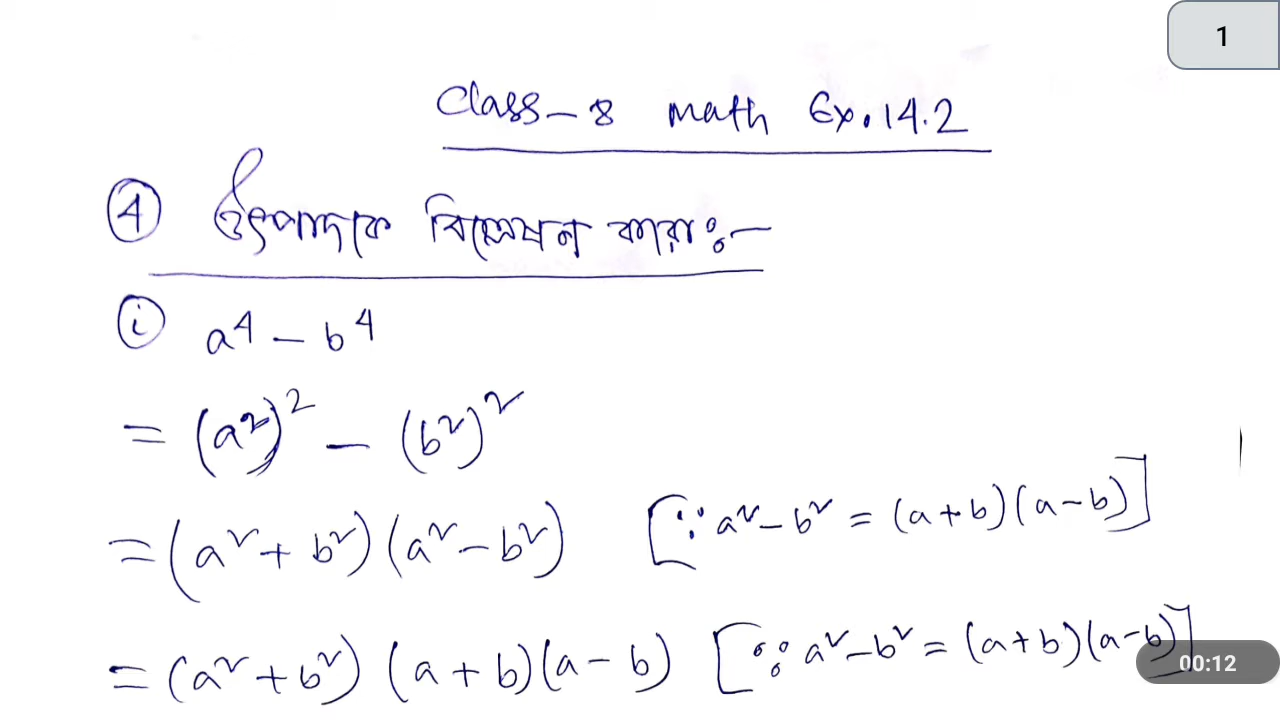 1
Class-8 math Ex. 14.2
④ উৎপাদকে বিশ্লেষণ করো :-
ⓘ a⁴ - b⁴
= (a²)² - (b²)²
= (a² + b²)(a² - b²) [∵ a² - b² = (a + b)(a - b)]
= (a² + b²) (a + b)(a - b) [∵ a² - b² = (a + b)(a - b)]
00:12